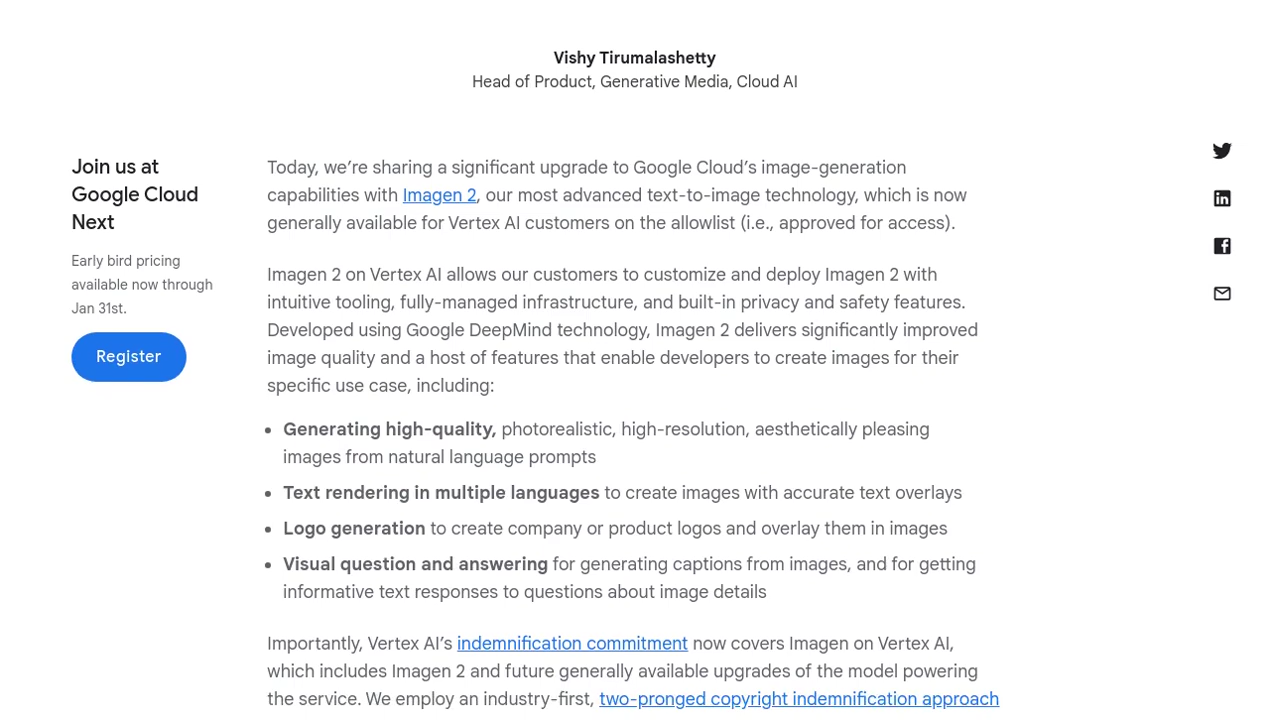 Vishy Tirumalashetty
Head of Product, Generative Media, Cloud AI
Join us at
Google Cloud
Next
Early bird pricing
available now through
Jan 31st.
Register
Today, we’re sharing a significant upgrade to Google Cloud’s image-generation
capabilities with Imagen 2, our most advanced text-to-image technology, which is now
generally available for Vertex AI customers on the allowlist (i.e., approved for access).
Imagen 2 on Vertex AI allows our customers to customize and deploy Imagen 2 with
intuitive tooling, fully-managed infrastructure, and built-in privacy and safety features.
Developed using Google DeepMind technology, Imagen 2 delivers significantly improved
image quality and a host of features that enable developers to create images for their
specific use case, including:
• Generating high-quality, photorealistic, high-resolution, aesthetically pleasing
images from natural language prompts
• Text rendering in multiple languages to create images with accurate text overlays
• Logo generation to create company or product logos and overlay them in images
• Visual question and answering for generating captions from images, and for getting
informative text responses to questions about image details
Importantly, Vertex AI’s indemnification commitment now covers Imagen on Vertex AI,
which includes Imagen 2 and future generally available upgrades of the model powering
the service. We employ an industry-first, two-pronged copyright indemnification approach